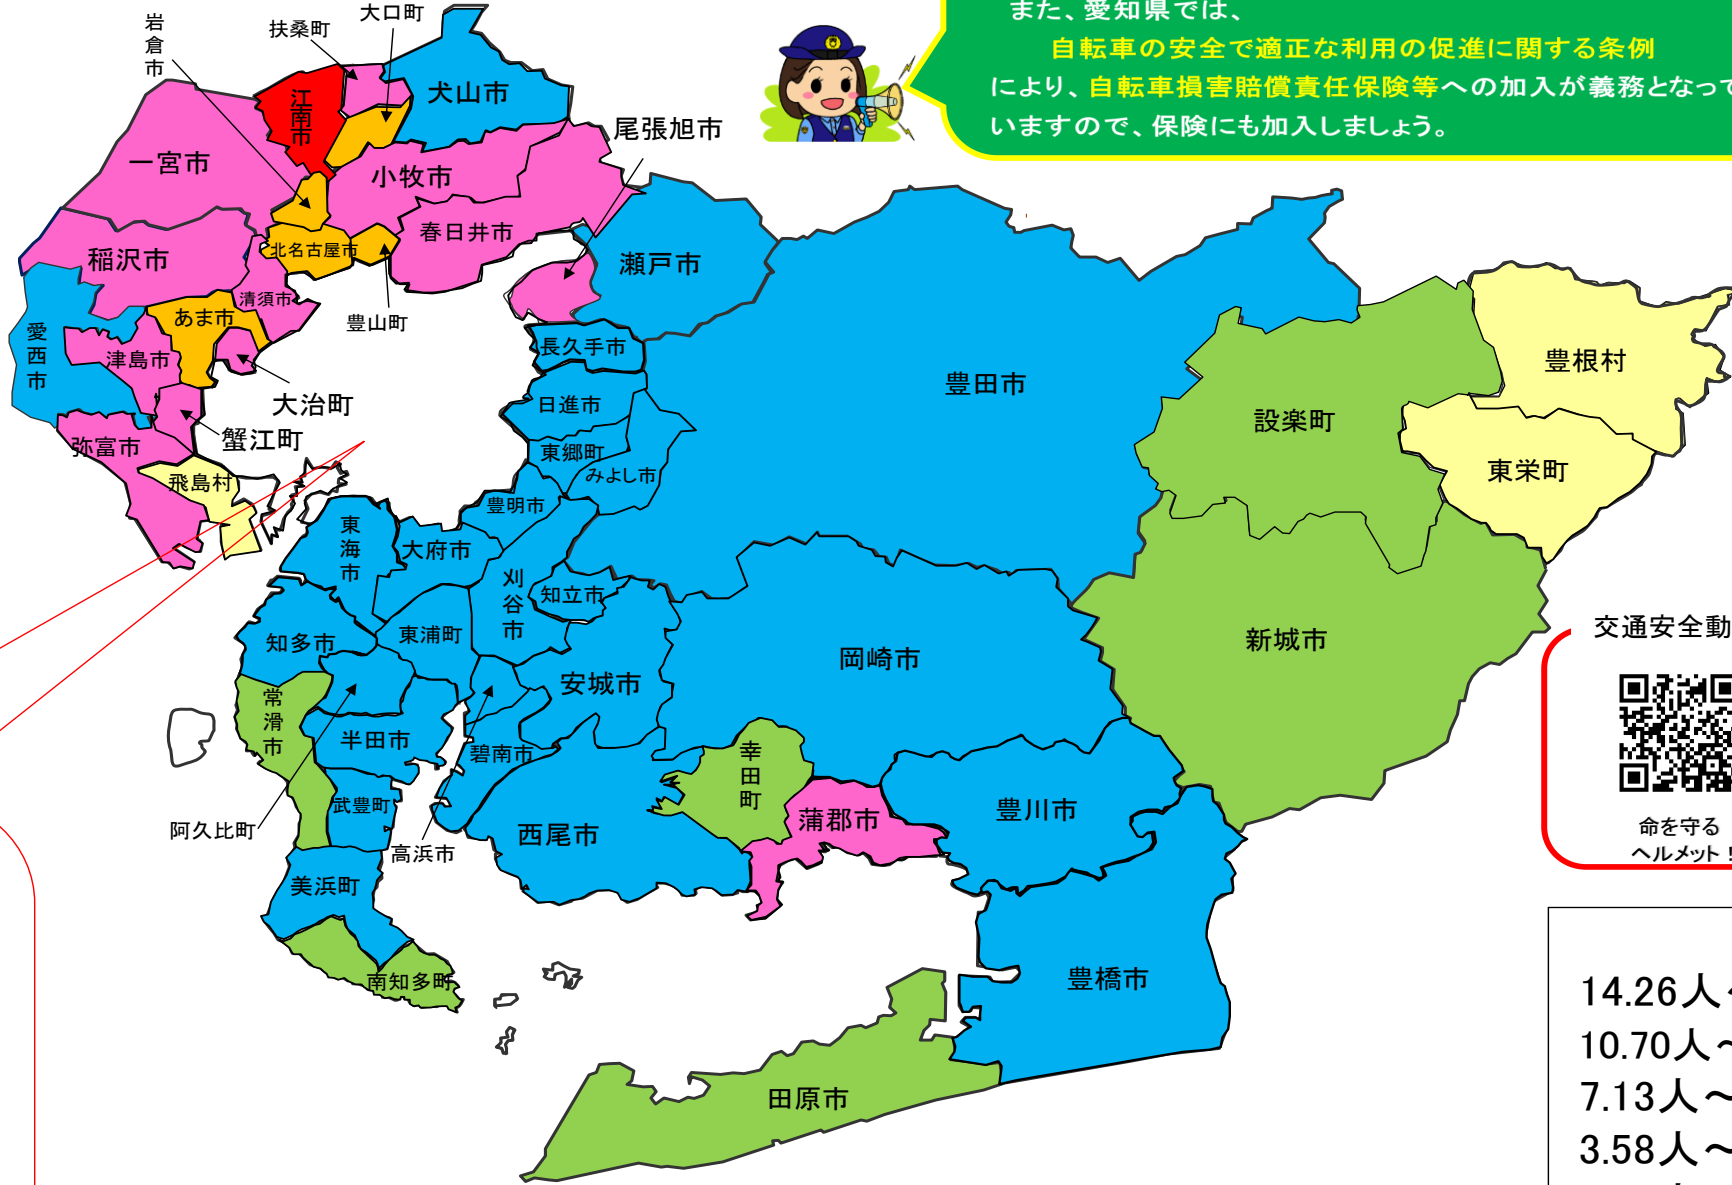 また、愛知県では、
自転車の安全で適正な利用の促進に関する条例
により、自転車損害賠償責任保険等への加入が義務となって
いますので、保険にも加入しましょう。
岩倉市
扶桑町
大口町
江南市
犬山市
尾張旭市
一宮市
小牧市
春日井市
北名古屋市
稲沢市
瀬戸市
清須市
豊山町
あま市
愛西市
津島市
長久手市
大治町
日進市
豊田市
豊根村
設楽町
蟹江町
弥富市
東郷町
みよし市
東栄町
飛島村
豊明市
東海市
大府市
刈谷市
知立市
知多市
東浦町
岡崎市
新城市
安城市
常滑市
半田市
碧南市
幸田町
武豊町
阿久比町
高浜市
西尾市
蒲郡市
豊川市
美浜町
南知多町
豊橋市
田原市
交通安全動
命を守る
ヘルメット!
14.26人~
10.70人~
7.13人~
3.58人~